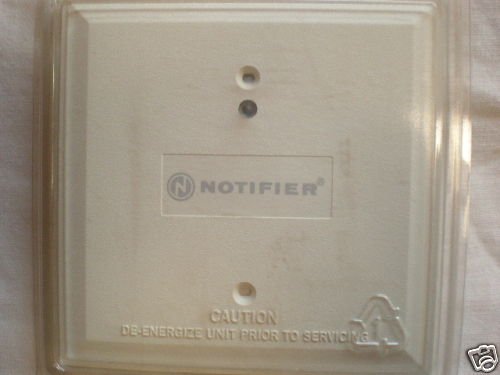 N NOTIFIER®
CAUTION
DE-ENERGIZE UNIT PRIOR TO SERVICING